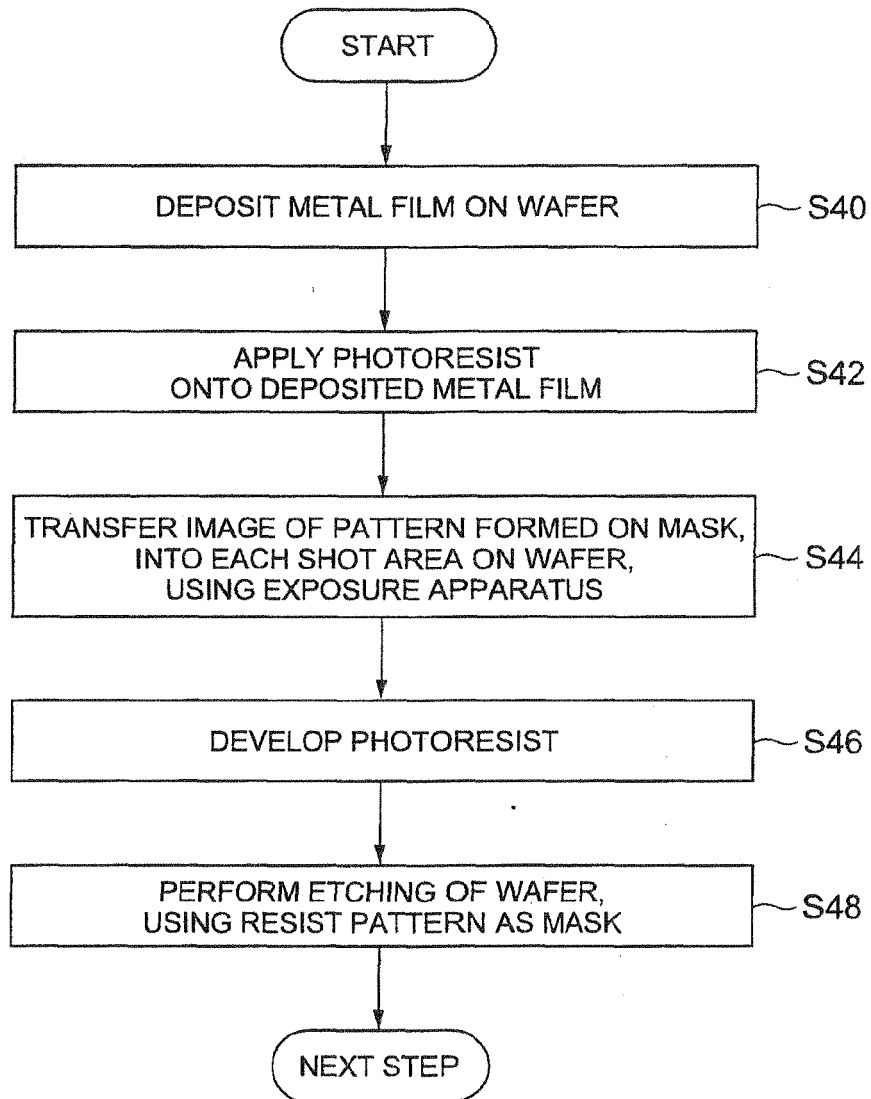 START
DEPOSIT METAL FILM ON WAFER
S40
APPLY PHOTORESIST
ONTO DEPOSITED METAL FILM
S42
TRANSFER IMAGE OF PATTERN FORMED ON MASK,
INTO EACH SHOT AREA ON WAFER,
USING EXPOSURE APPARATUS
S44
DEVELOP PHOTORESIST
S46
PERFORM ETCHING OF WAFER,
USING RESIST PATTERN AS MASK
S48
NEXT STEP